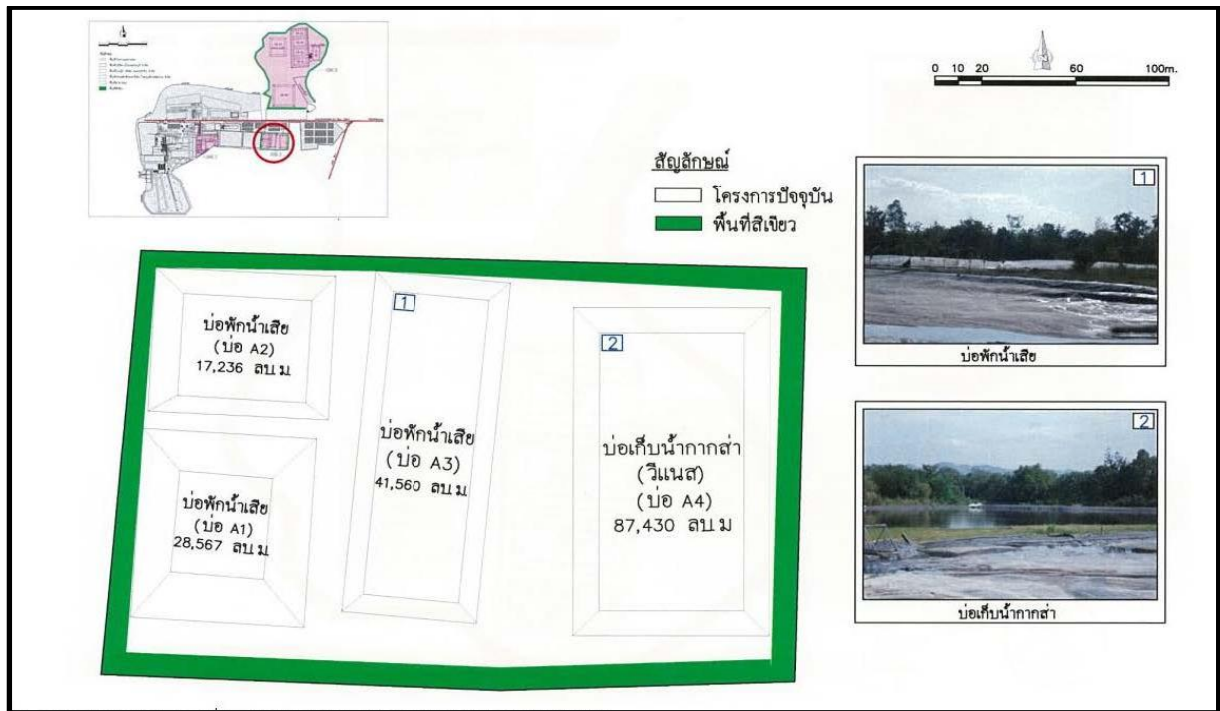 0 10 20 60 100m.
สัญลักษณ์
โครงการปัจจุบัน
พื้นที่สีเขียว
1
บ่อพักน้ำเสีย
2
บ่อเก็บน้ำกากส่า
บ่อพักน้ำเสีย
(บ่อ A2)
17,236 ลบ.ม
1
บ่อพักน้ำเสีย
(บ่อ A3)
41,560 ลบ.ม
2
บ่อเก็บน้ำกากส่า
(วีแนส)
(บ่อ A4)
87,430 ลบ.ม
บ่อพักน้ำเสีย
(บ่อ A1)
28,567 ลบ.ม